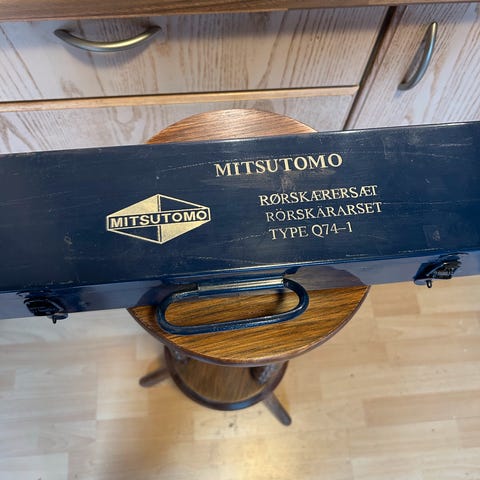 MITSUTOMO
MITSUTOMO
RØRSKÆRERSÆT
RÖRSKÄRARSET
TYPE Q74-1